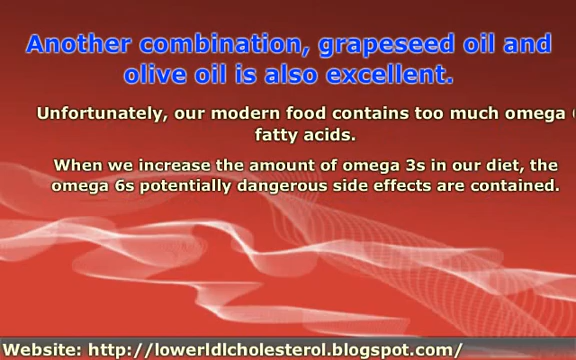 Another combination, grapeseed oil and
olive oil is also excellent.
Unfortunately, our modern food contains too much omega
fatty acids.
When we increase the amount of omega 3s in our diet, the
omega 6s potentially dangerous side effects are contained.
Website: http://lowerldlcholesterol.blogspot.com/